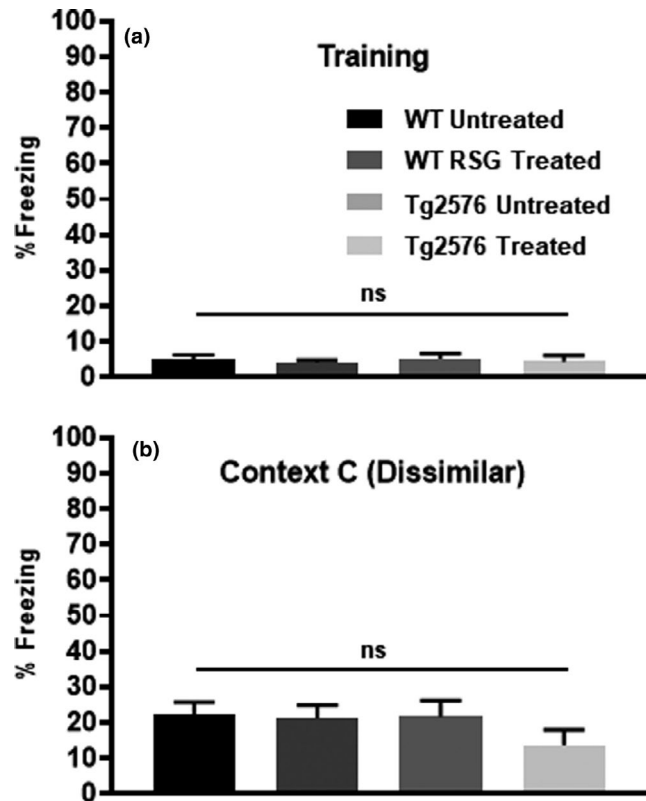 (a)
Training
WT Untreated
WT RSG Treated
Tg2576 Untreated
Tg2576 Treated
% Freezing
100
90
80
70
60
50
40
30
20
10
0
ns
(b)
Context C (Dissimilar)
% Freezing
100
90
80
70
60
50
40
30
20
10
0
ns